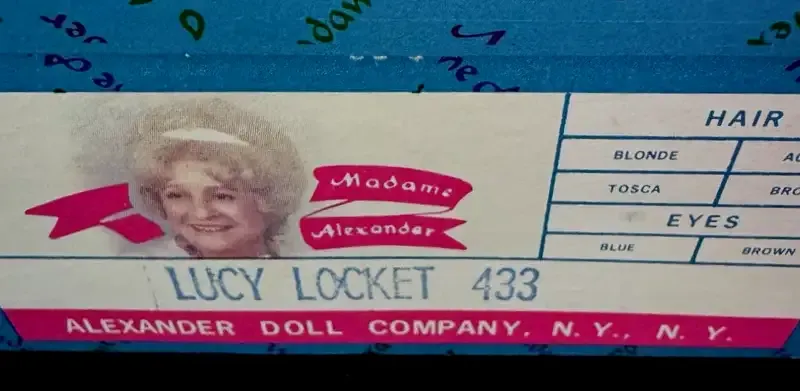 Madame
Alexander
HAIR
BLONDE
TOSCA
EYES
BLUE BROWN
LUCY LOCKET 433
ALEXANDER DOLL COMPANY, N. Y., N. Y.